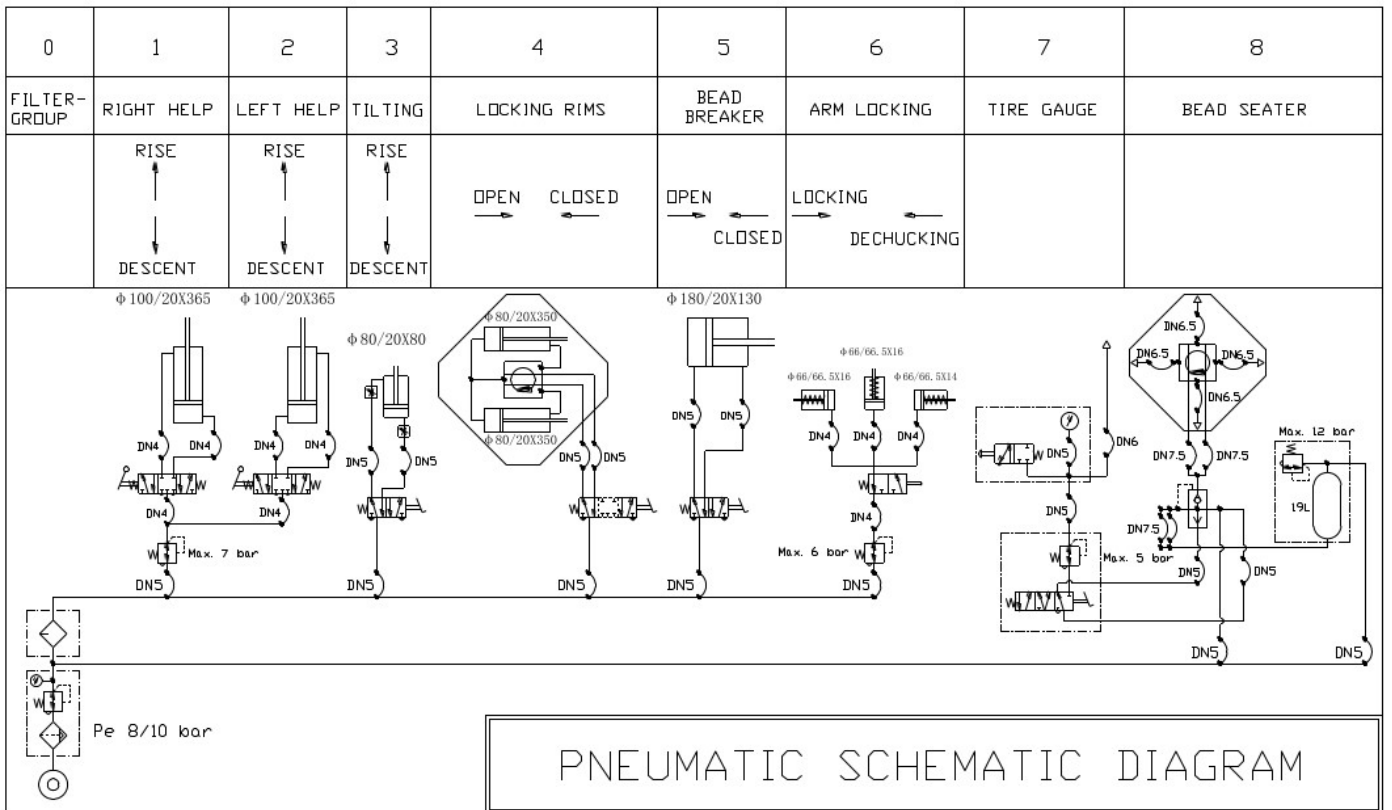 0 1 2 3 4 5 6 7 8
FILTER-
GROUP
RIGHT HELP
LEFT HELP
TILTING
LOCKING RIMS
BEAD
BREAKER
ARM LOCKING
TIRE GAUGE
BEAD SEATER
RISE
DESCENT
RISE
DESCENT
RISE
DESCENT
OPEN CLOSED
OPEN
CLOSED
LOCKING
DECHUCKING
ϕ100/20X365
ϕ100/20X365
ϕ80/20X80
ϕ80/20X350
ϕ80/20X350
ϕ180/20X130
ϕ66/66.5X16
ϕ66/66.5X16
ϕ66/66.5X14
DN4 DN4
DN4
W W
W W
DN4 DN4
DN4
W W
W W
Max. 7 bar
DN5
DN5 DN5
W
DN5
DN5 DN5
W W
DN5
DN5 DN5
W
DN5
DN4 DN4 DN4
W
DN4
Max. 6 bar
W
DN5
DN6
DN5
W
DN5
W
Max. 5 bar
W
DN6.5
DN6.5
DN6.5
DN6.5
DN7.5 DN7.5
DN7.5
DN5
DN5
Max. 12 bar
W
19L
DN5
DN5
W
Pe 8/10 bar
PNEUMATIC SCHEMATIC DIAGRAM